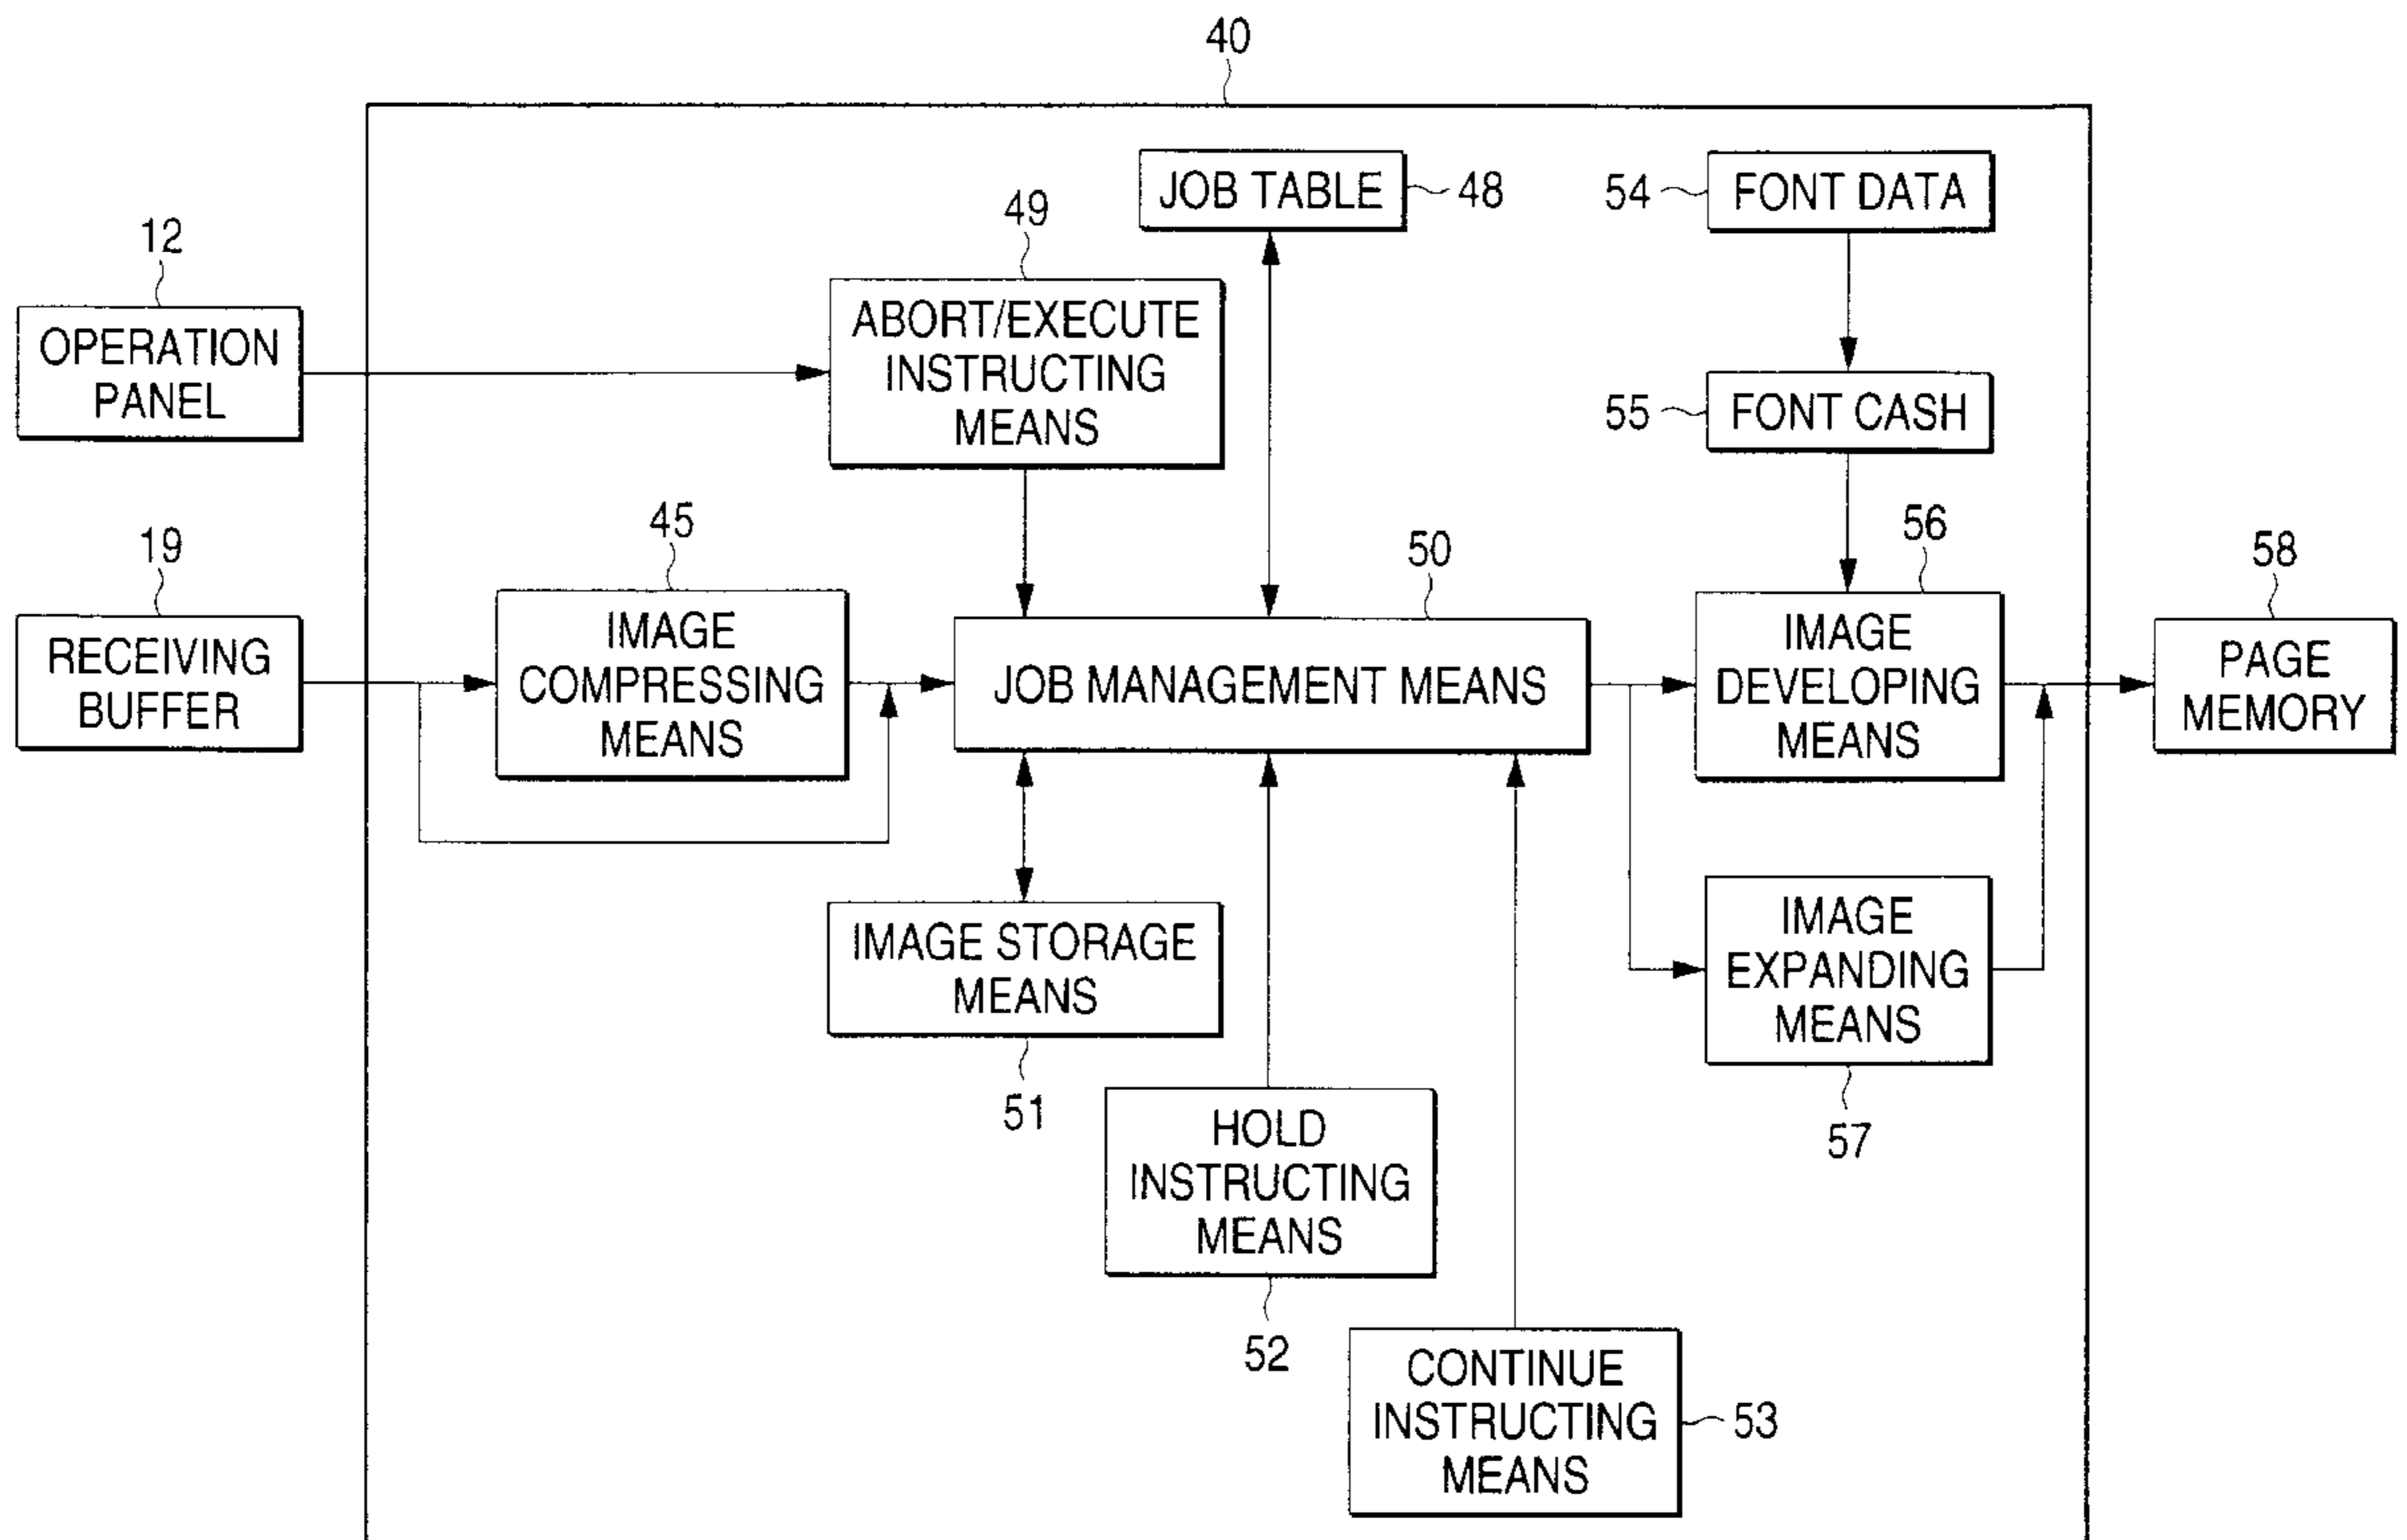 40
JOB TABLE
48
54
FONT DATA
49
12
ABORT/EXECUTE
INSTRUCTING
MEANS
OPERATION
PANEL
55
FONT CASH
45
19
50
56
58
RECEIVING
BUFFER
IMAGE
COMPRESSING
MEANS
JOB MANAGEMENT MEANS
IMAGE
DEVELOPING
MEANS
PAGE
MEMORY
IMAGE STORAGE
MEANS
51
IMAGE
EXPANDING
MEANS
57
HOLD
INSTRUCTING
MEANS
52
CONTINUE
INSTRUCTING
MEANS
53